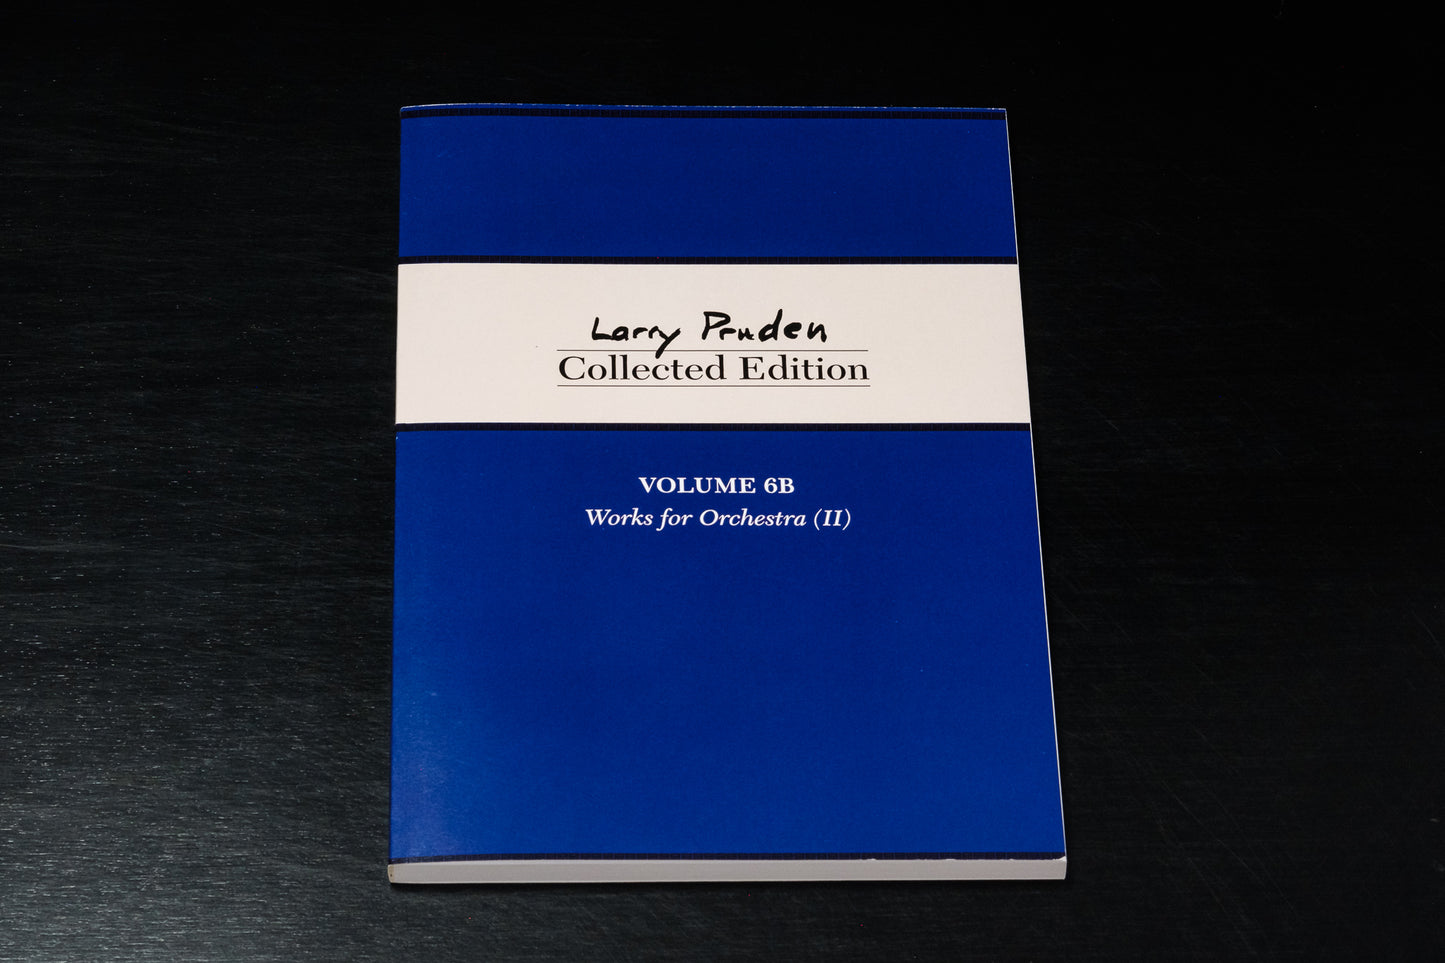 Larry Pruden
Collected Edition
VOLUME 6B
Works for Orchestra (II)